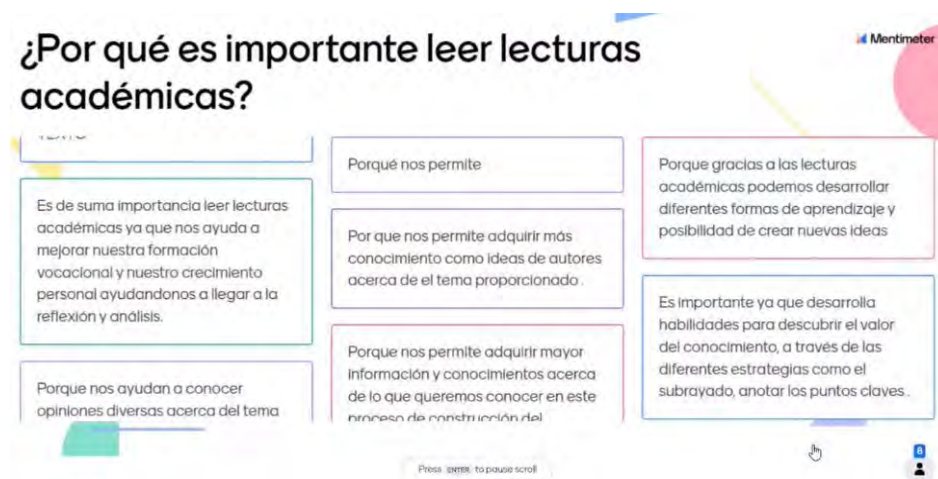 ¿Por qué es importante leer lecturas
académicas?
Mentimeter
TEXTO
Es de suma importancia leer lecturas
académicas ya que nos ayuda a
mejorar nuestra formación
vocacional y nuestro crecimiento
personal ayudandonos a llegar a la
reflexión y análisis.
Porque nos ayudan a conocer
opiniones diversas acerca del tema
Porqué nos permite
Por que nos permite adquirir más
conocimiento como ideas de autores
acerca de el tema proporcionado .
Porque nos permite adquirir mayor
información y conocimientos acerca
de lo que queremos conocer en este
proceso de construcción del
Porque gracias a las lecturas
académicas podemos desarrollar
diferentes formas de aprendizaje y
posibilidad de crear nuevas ideas
Es importante ya que desarrolla
habilidades para descubrir el valor
del conocimiento, a través de las
diferentes estrategias como el
subrayado, anotar los puntos claves .
Press ENTER to pause scroll
8